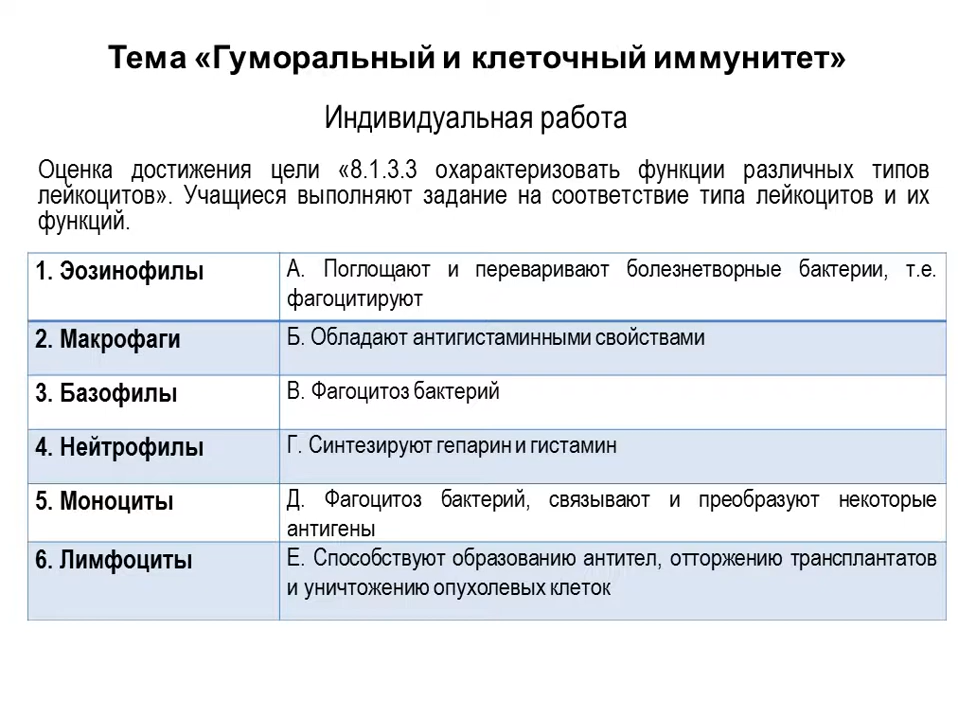 Тема «Гуморальный и клеточный иммунитет»
Индивидуальная работа
Оценка достижения цели «8.1.3.3 охарактеризовать функции различных типов
лейкоцитов». Учащиеся выполняют задание на соответствие типа лейкоцитов и их
функций.
1. Эозинофилы
А. Поглощают и переваривают болезнетворные бактерии, т.е.
фагоцитируют
2. Макрофаги
Б. Обладают антигистаминными свойствами
3. Базофилы
В. Фагоцитоз бактерий
4. Нейтрофилы
Г. Синтезируют гепарин и гистамин
5. Моноциты
Д. Фагоцитоз бактерий, связывают и преобразуют некоторые
антигены
6. Лимфоциты
Е. Способствуют образованию антител, отторжению трансплантатов
и уничтожению опухолевых клеток